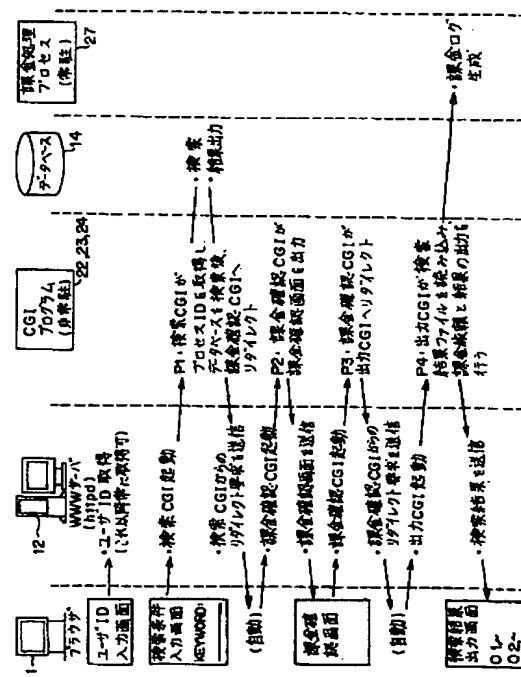 1
ブラウザ
ユーザID
入力画面
検索条件
入力画面
KEYWORD:
(自動)
課金確
認画面
(自動)
検索結果
出力画面
01~
02~
12
WWWサーバ
(httpd)
・ユーザID取得
(これ以降常に取得可)
・検索CGI起動
・検索CGIからの
リダイレクト要求を送信
・課金確認CGI起動
・課金確認画面を送信
・課金確認CGI起動
・課金確認CGIからの
リダイレクト要求を送信
・出力CGI起動
・検索結果を送信
CGI
プログラム
(非常駐)
22,23,24
P1・検索CGIが
プロセスIDを取得し、
データベースを検索後、
課金確認CGIへ
リダイレクト
P2・課金確認CGIが
課金確認画面を出力
P3・課金確認CGIが
出力CGIへリダイレクト
P4・出力CGIが検索
結果ファイルを読み込み、
課金依頼と結果の出力を
行う
データベース
14
・検索
・結果出力
課金処理
プロセス
(常駐)
27
・課金ログ
生成